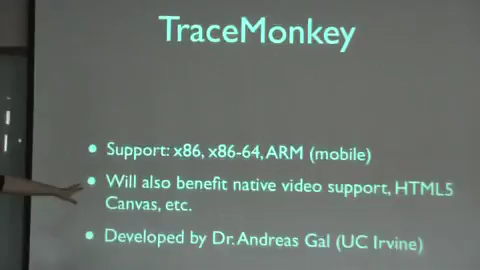 TraceMonkey
• Support: x86, x86-64, ARM (mobile)
• Will also benefit native video support, HTML5
Canvas, etc.
• Developed by Dr. Andreas Gal (UC Irvine)